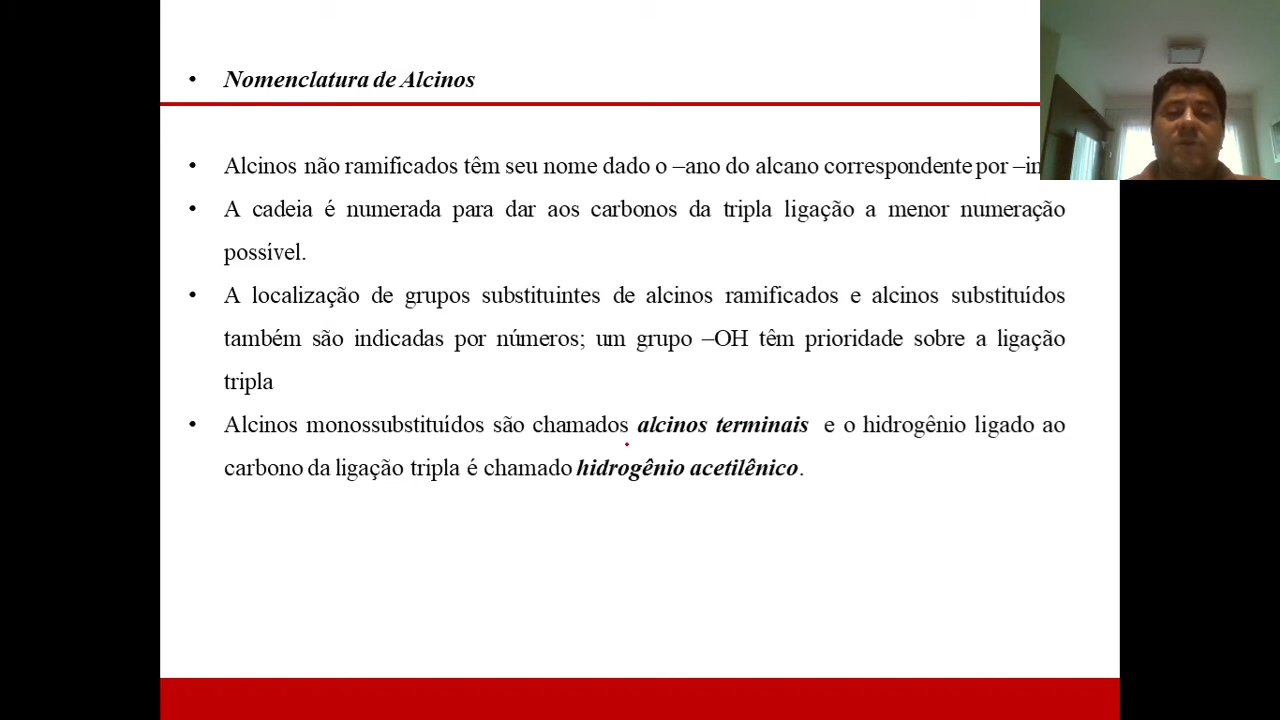 • Nomenclatura de Alcinos
• Alcinos não ramificados têm seu nome dado o –ano do alcano correspondente por
• A cadeia é numerada para dar aos carbonos da tripla ligação a menor numeração
possível.
• A localização de grupos substituintes de alcinos ramificados e alcinos substituídos
também são indicadas por números; um grupo –OH têm prioridade sobre a ligação
tripla
• Alcinos monossubstituídos são chamados alcinos terminais e o hidrogênio ligado ao
carbono da ligação tripla é chamado hidrogênio acetilênico.